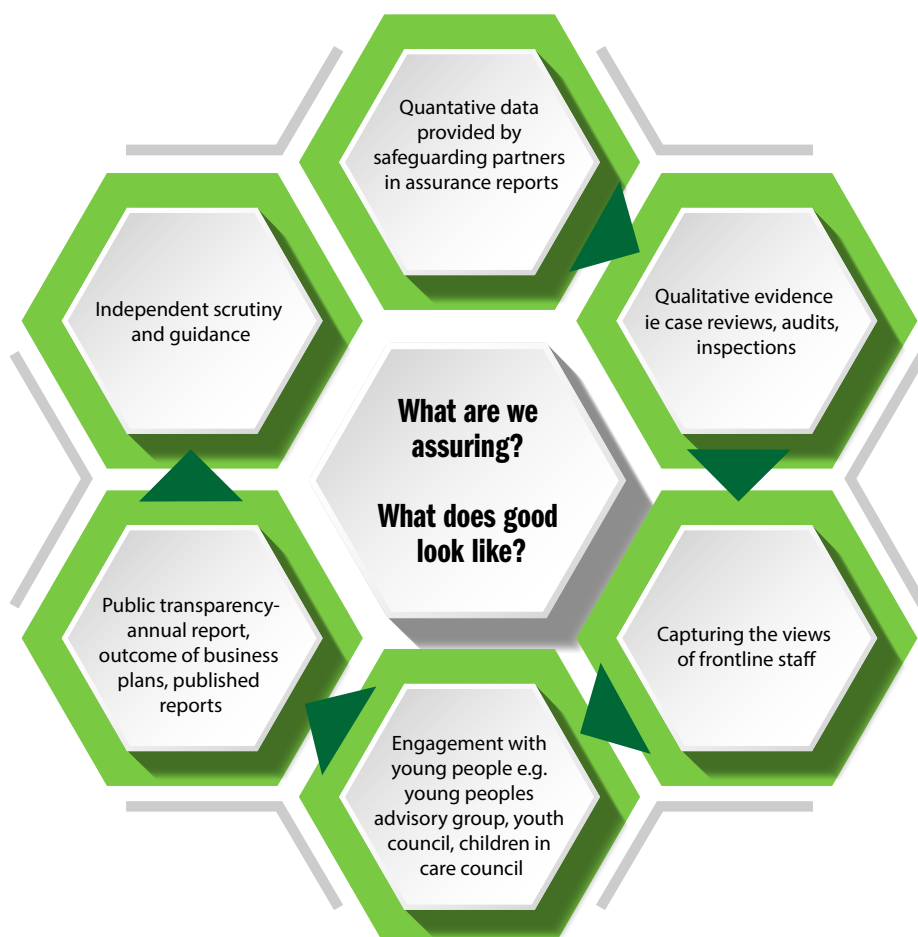 Quantative data
provided by
safeguarding partners
in assurance reports
Qualitative evidence
ie case reviews, audits,
inspections
Capturing the views
of frontline staff
Engagement with
young people e.g.
young peoples
advisory group, youth
council, children in
care council
Public transparency-
annual report,
outcome of business
plans, published
reports
Independent scrutiny
and guidance
What are we
assuring?
What does good
look like?